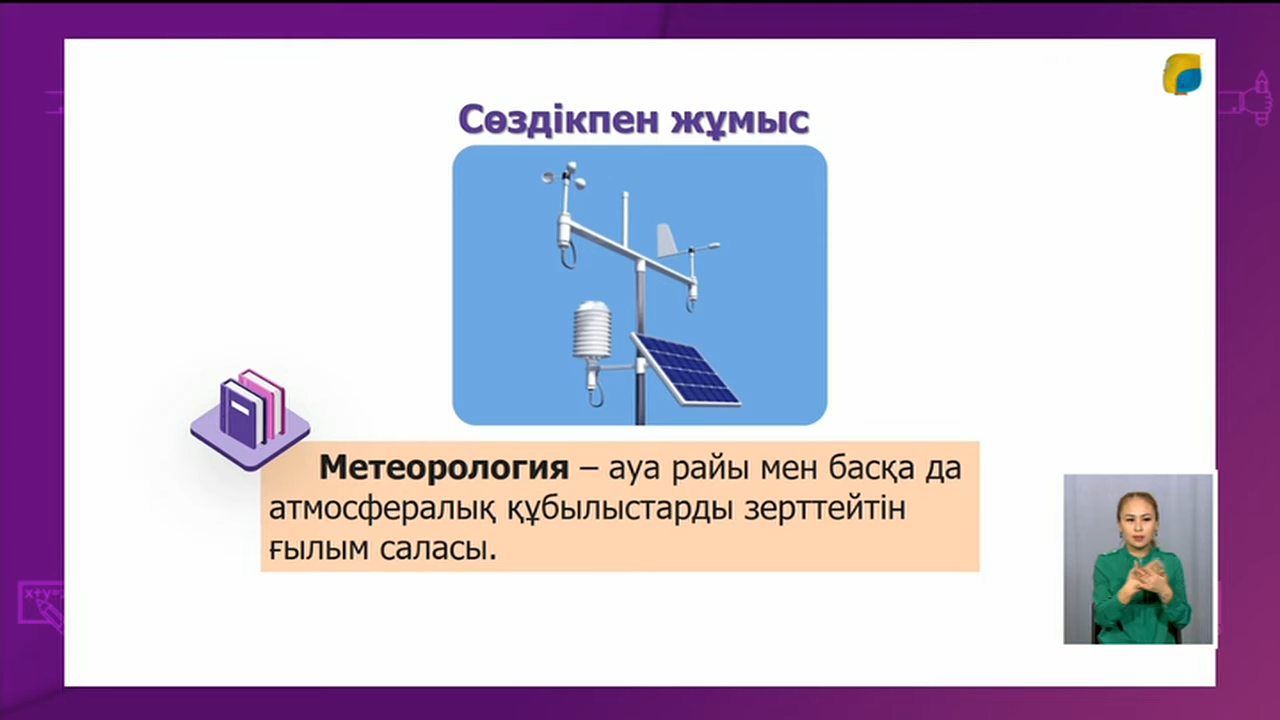 Сөздікпен жұмыс
Метеорология – ауа райы мен басқа да
атмосфералық құбылыстарды зерттейтін
ғылым саласы.
x+y=